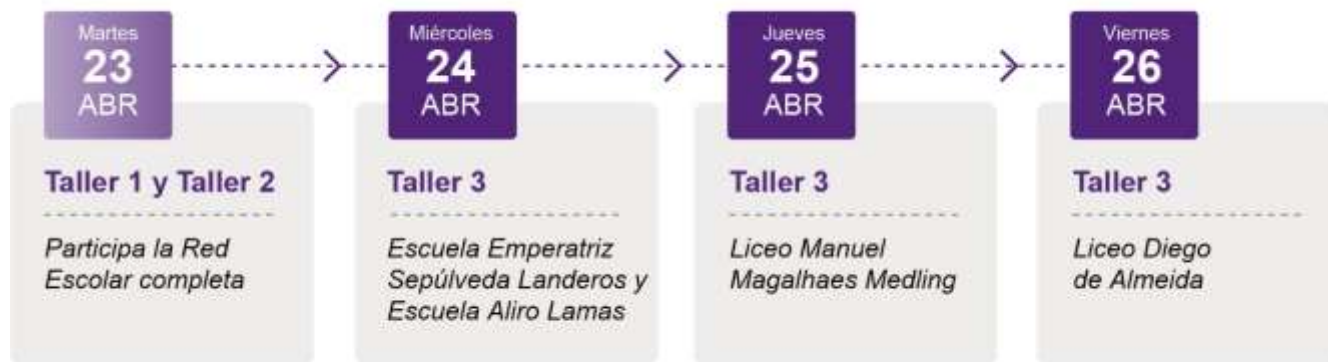 Martes
23
ABR
Taller 1 y Taller 2
Participa la Red
Escolar completa
Miércoles
24
ABR
Taller 3
Escuela Emperatriz
Sepúlveda Landeros y
Escuela Aliro Lamas
Jueves
25
ABR
Taller 3
Liceo Manuel
Magalhaes Medling
Viernes
26
ABR
Taller 3
Liceo Diego
de Almeida